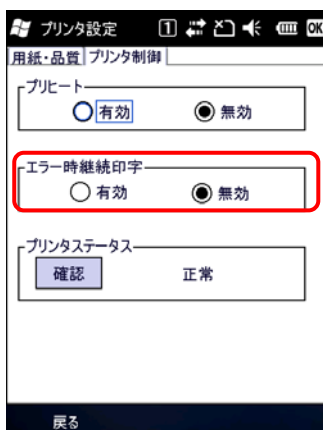 プリンタ設定 1 OK
用紙・品質 プリンタ制御
プリヒート
有効 無効
エラー時継続印字
有効 無効
プリンタステータス
確認 正常
戻る